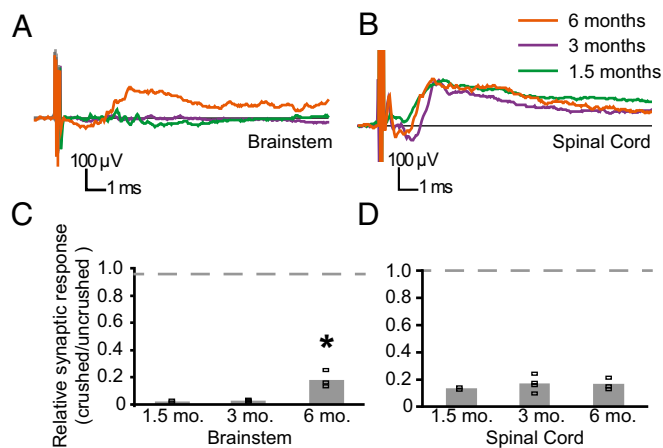 A
B
6 months
3 months
1.5 months
Brainstem
Spinal Cord
100 µV
1 ms
100 µV
1 ms
C
D
Relative synaptic response
(crushed/uncrushed )
1.0
0.8
0.6
0.4
0.2
0
1.5 mo. 3 mo. 6 mo.
Brainstem
*
1.0
0.8
0.6
0.4
0.2
0
1.5 mo. 3 mo. 6 mo.
Spinal Cord